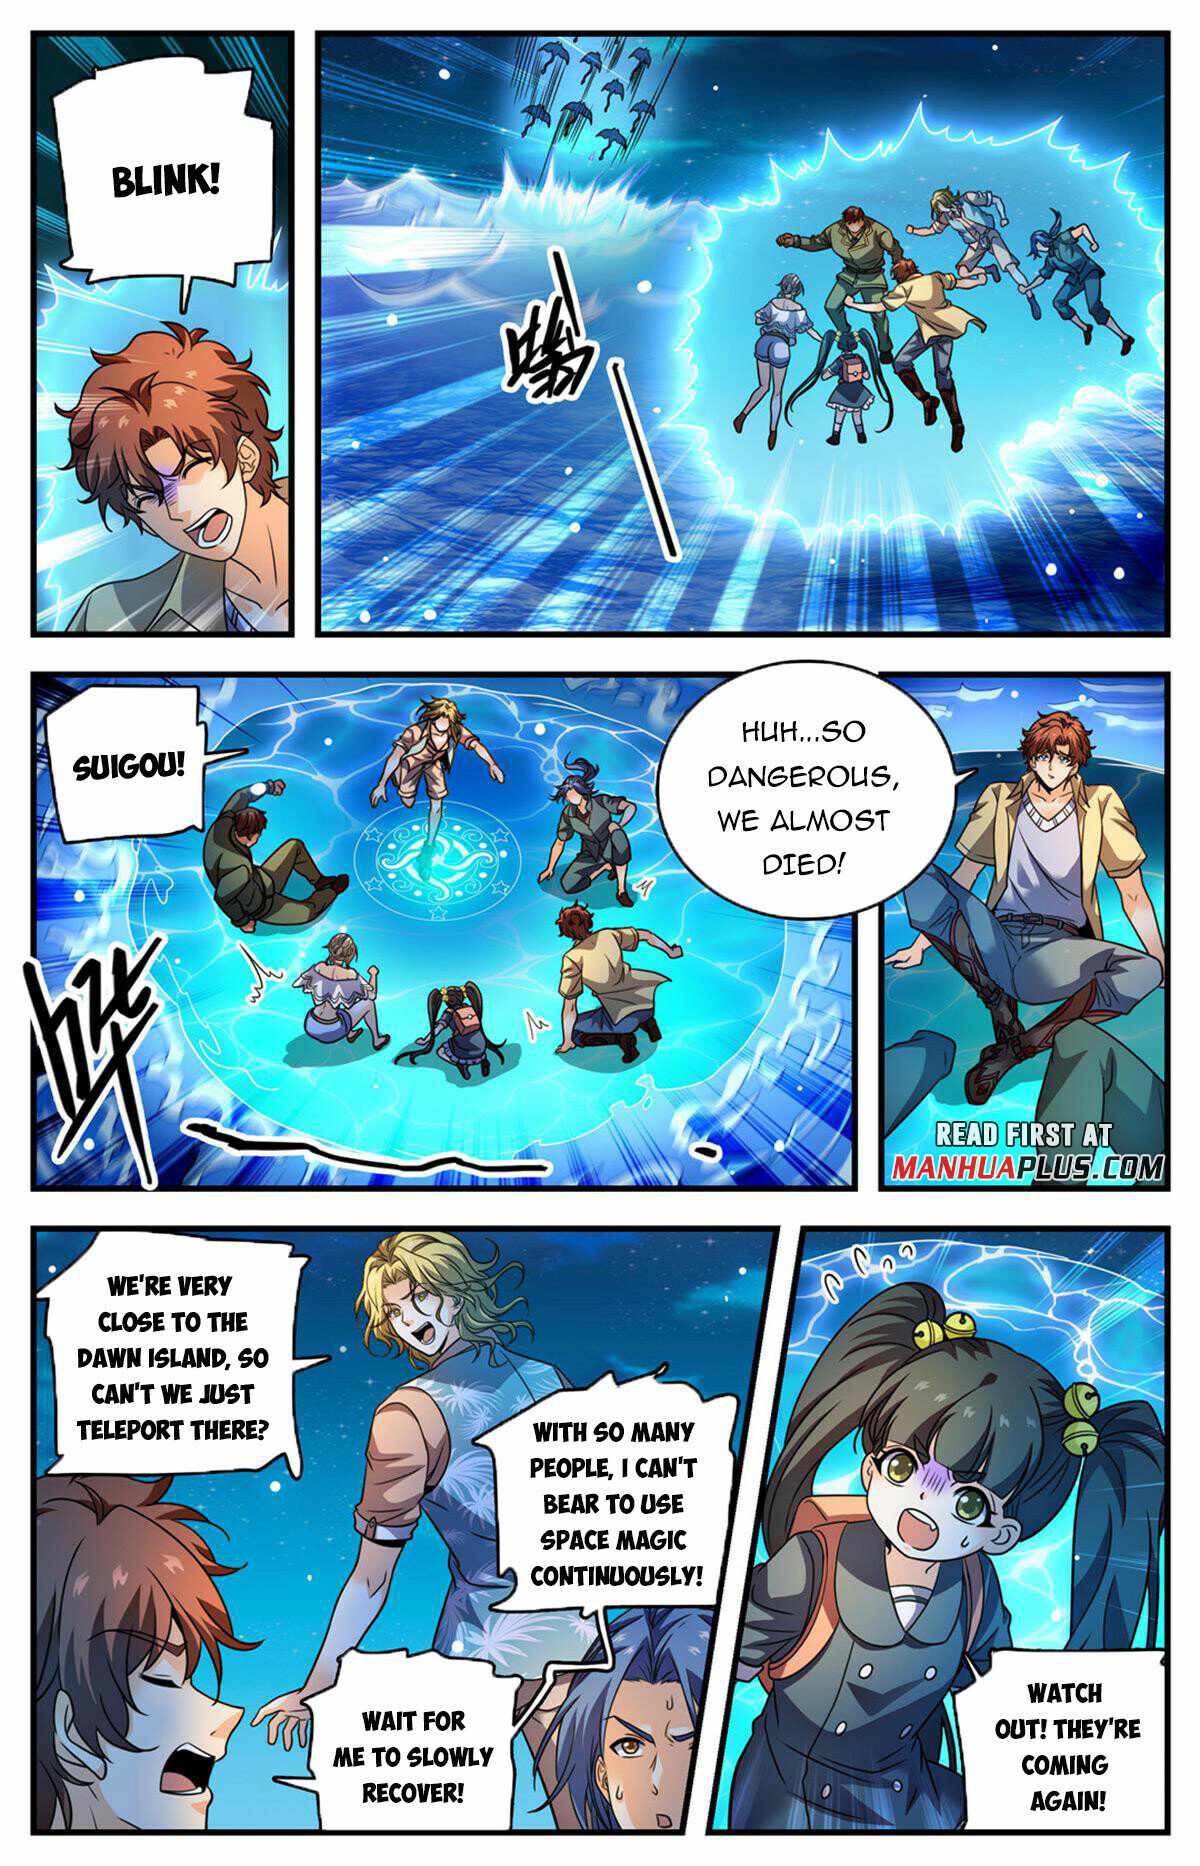 BLINK!
嗡
SUIGOU!
HUH...SO
DANGEROUS,
WE ALMOST
DIED!
READ FIRST AT
MANHUAPLUS.COM
WE'RE VERY
CLOSE TO THE
DAWN ISLAND, SO
CAN'T WE JUST
TELEPORT THERE?
WITH SO MANY
PEOPLE, I CAN'T
BEAR TO USE
SPACE MAGIC
CONTINUOUSLY!
WAIT FOR
ME TO SLOWLY
RECOVER!
WATCH
OUT! THEY'RE
COMING
AGAIN!